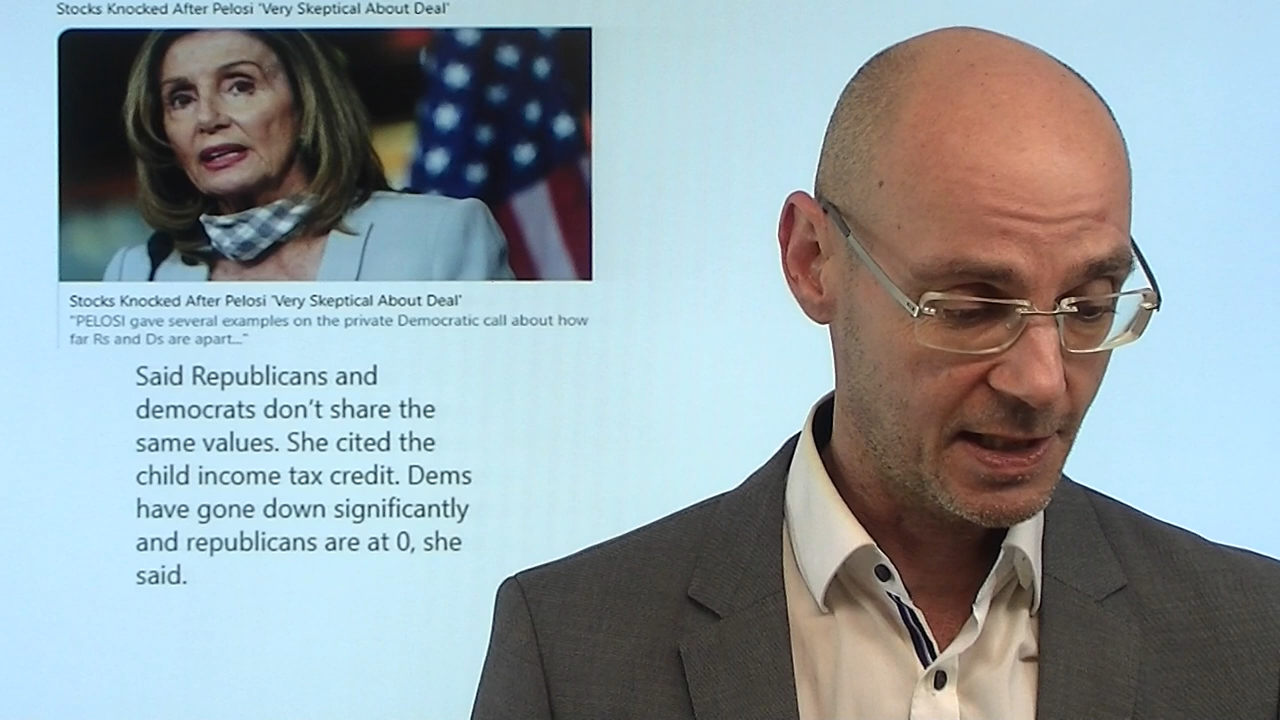 Stocks Knocked After Pelosi 'Very Skeptical About Deal'
Stocks Knocked After Pelosi 'Very Skeptical About Deal'
"PELOSI gave several examples on the private Democratic call about how
far Rs and Ds are apart..."
Said Republicans and
democrats don't share the
same values. She cited the
child income tax credit. Dems
have gone down significantly
and republicans are at 0, she
said.